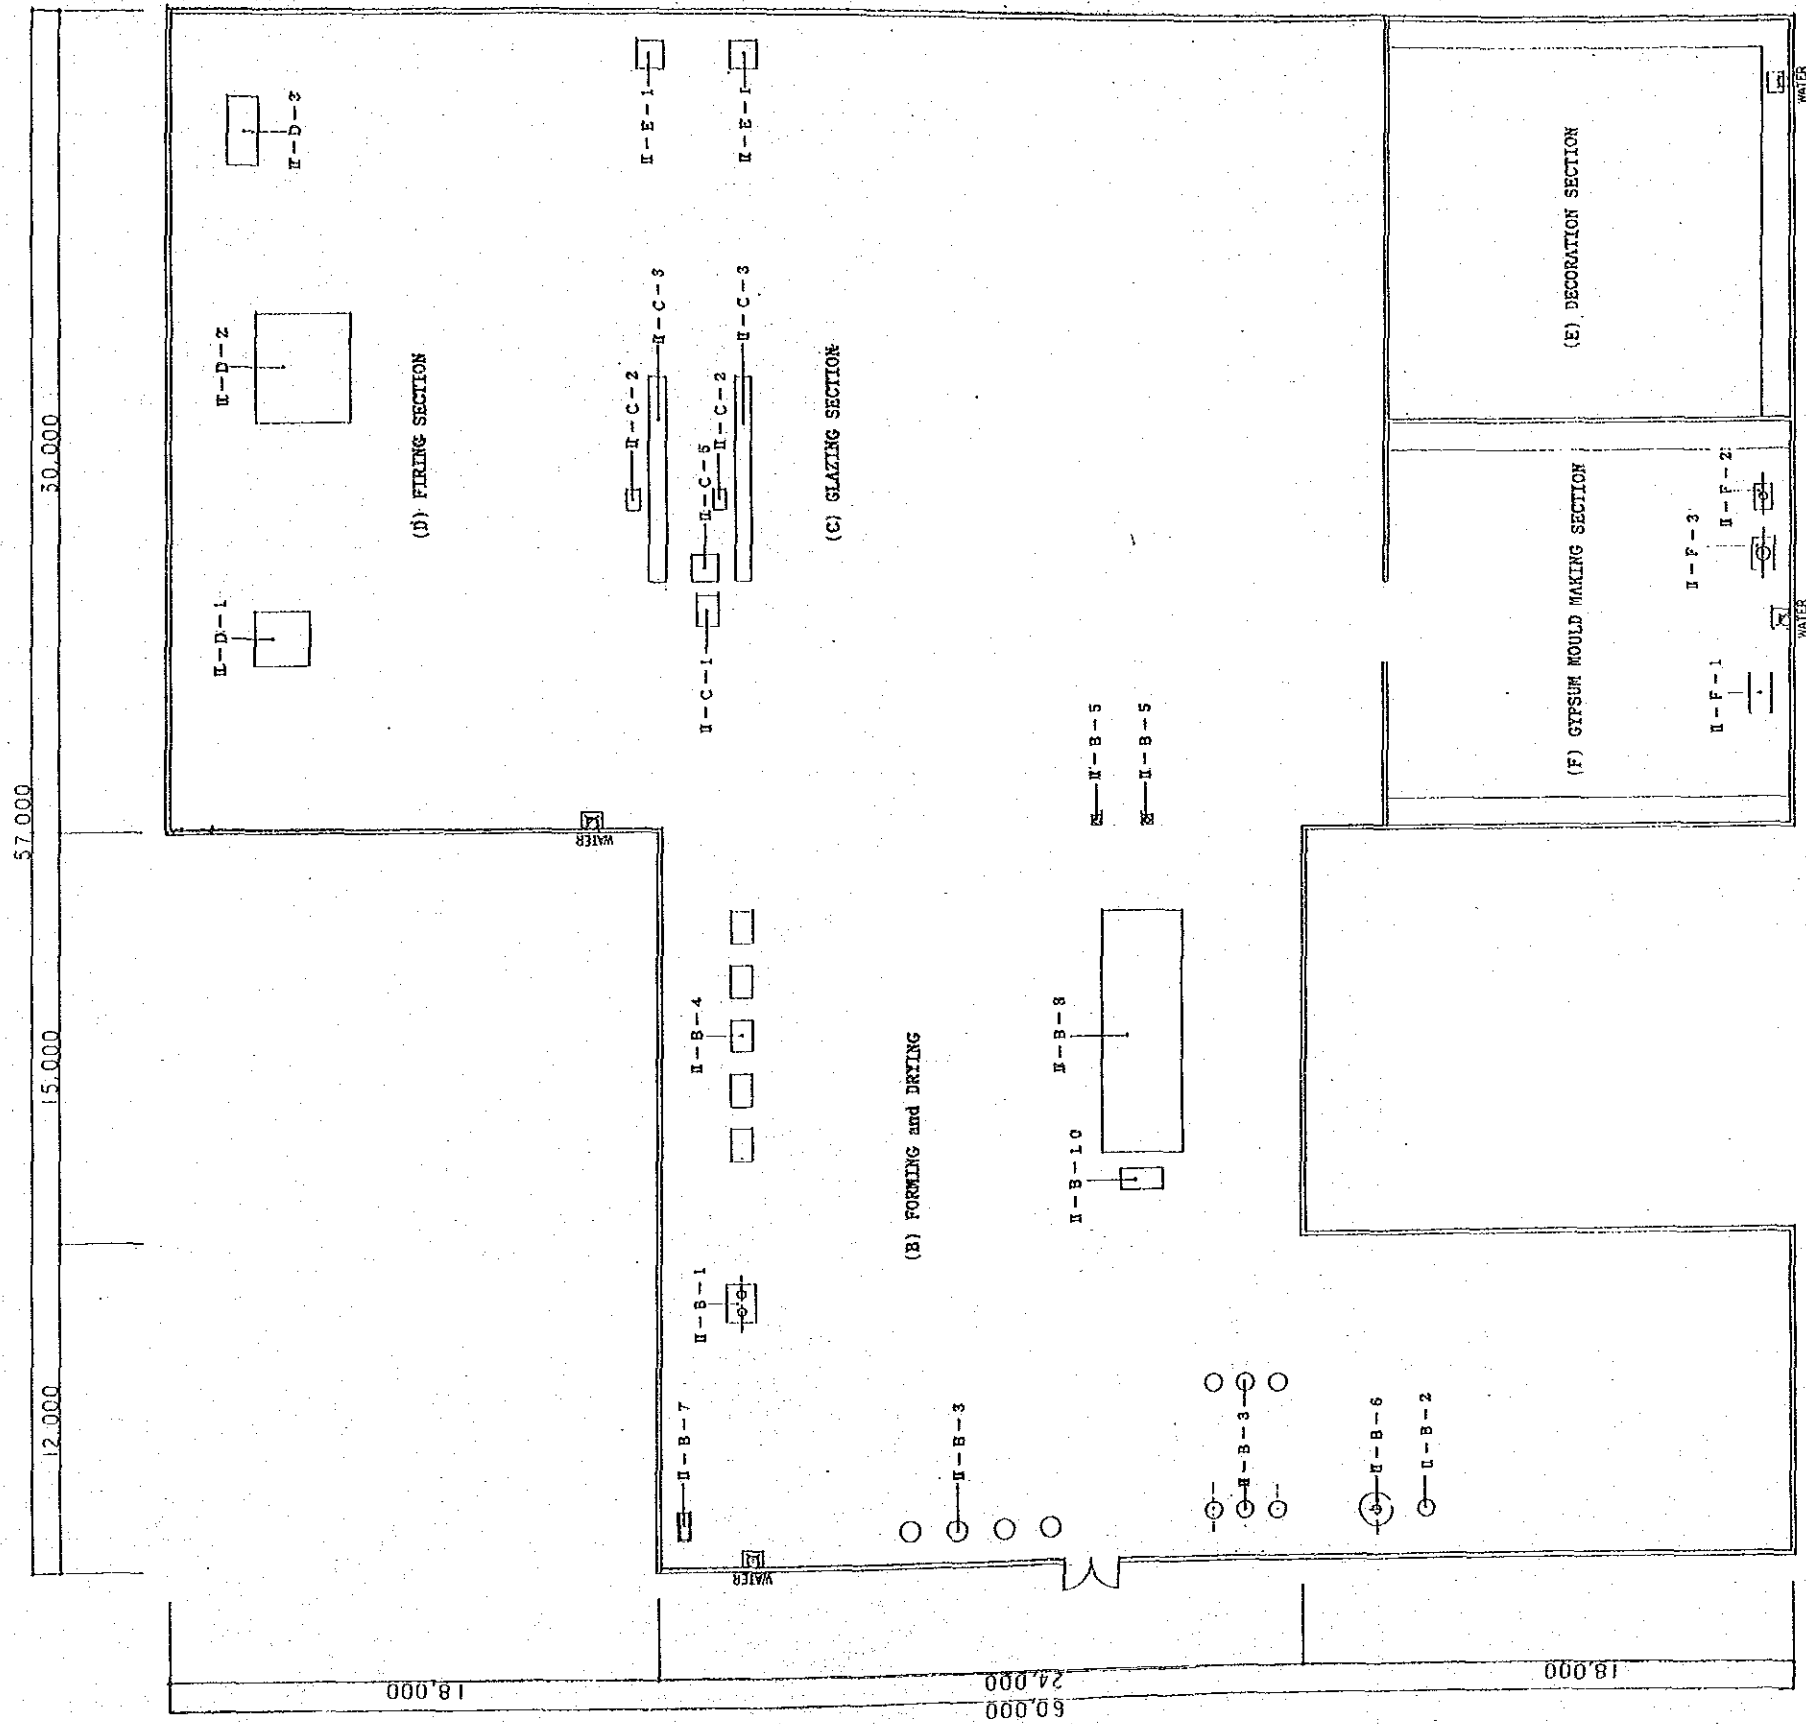 57,000
30,000
15,000
12,000
II-D-3
II-D-2
II-D-1
(D) FIRING SECTION
II-E-1
II-E-1
II-C-3
II-C-3
II-C-2
II-C-2
II-C-5
II-C-1
(C) GLAZING SECTION
(E) DECORATION SECTION
WATER
(F) GYPSUM MOULD MAKING SECTION
II-F-2
II-F-3
II-F-1
WATER
WATER
II-B-5
II-B-5
II-B-4
II-B-8
II-B-10
(B) FORMING and DRYING
II-B-1
II-B-7
II-B-3
II-B-3
II-B-6
II-B-2
WATER
18,000
24,000
18,000
60,000